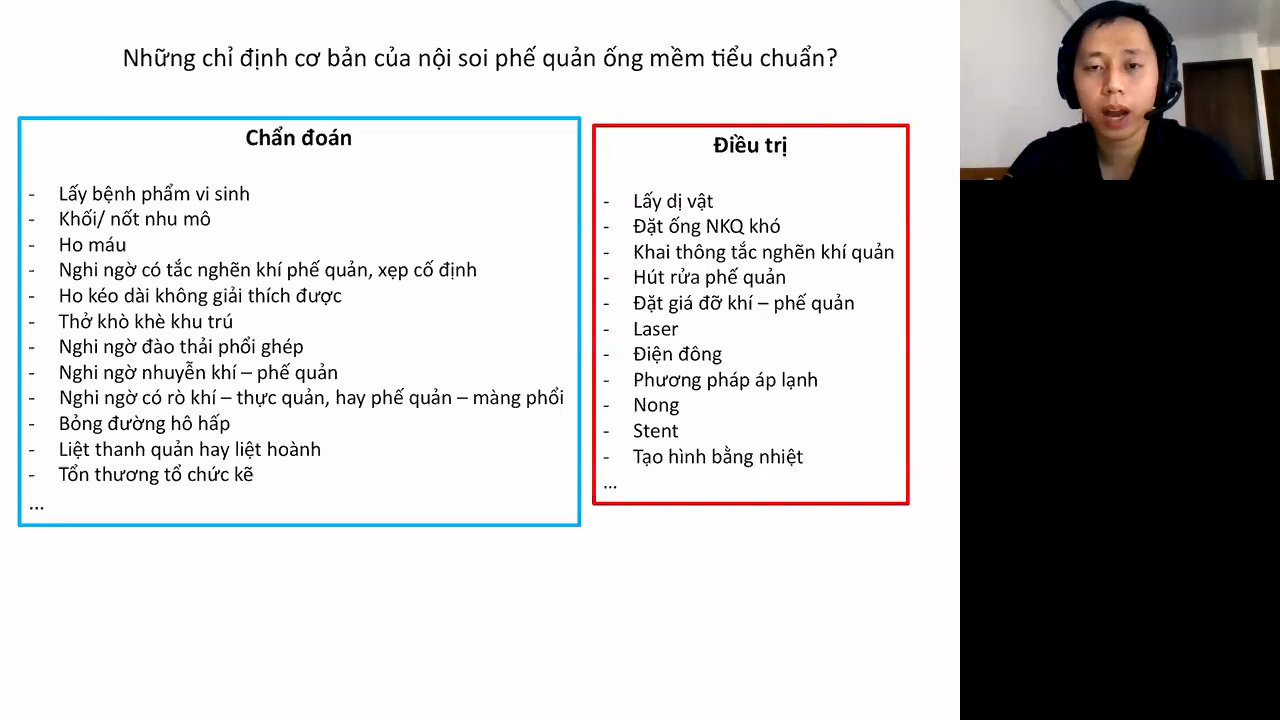 Những chỉ định cơ bản của nội soi phế quản ống mềm tiểu chuẩn?
Chẩn đoán
- Lấy bệnh phẩm vi sinh
- Khối/ nốt nhu mô
- Ho máu
- Nghi ngờ có tắc nghẽn khí phế quản, xẹp cố định
- Ho kéo dài không giải thích được
- Thở khò khè khu trú
- Nghi ngờ đào thải phổi ghép
- Nghi ngờ nhuyễn khí – phế quản
- Nghi ngờ có rò khí – thực quản, hay phế quản – màng phổi
- Bỏng đường hô hấp
- Liệt thanh quản hay liệt hoành
- Tổn thương tổ chức kẽ
...
Điều trị
- Lấy dị vật
- Đặt ống NKQ khó
- Khai thông tắc nghẽn khí quản
- Hút rửa phế quản
- Đặt giá đỡ khí – phế quản
- Laser
- Điện đông
- Phương pháp áp lạnh
- Nong
- Stent
- Tạo hình bằng nhiệt
...